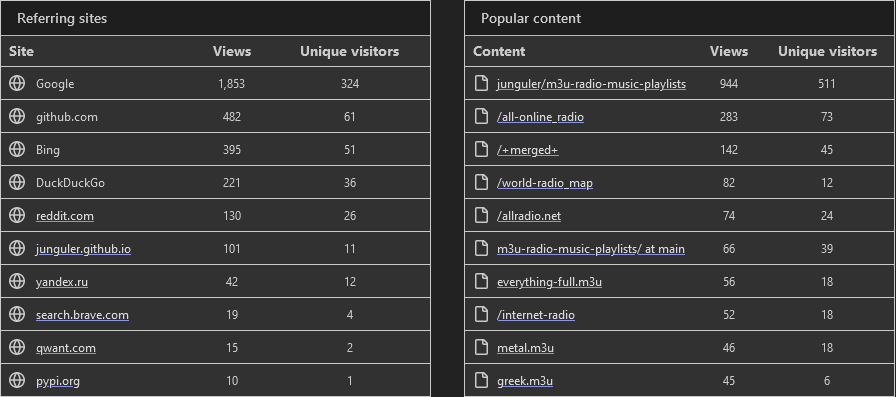 Referring sites
Site Views Unique visitors
Google 1,853 324
github.com 482 61
Bing 395 51
DuckDuckGo 221 36
reddit.com 130 26
junguler.github.io 101 11
yandex.ru 42 12
search.brave.com 19 4
qwant.com 15 2
pypi.org 10 1
Popular content
Content Views Unique visitors
junguler/m3u-radio-music-playlists 944 511
/all-online_radio 283 73
/+merged+ 142 45
/world-radio_map 82 12
/allradio.net 74 24
m3u-radio-music-playlists/ at main 66 39
everything-full.m3u 56 18
/internet-radio 52 18
metal.m3u 46 18
greek.m3u 45 6